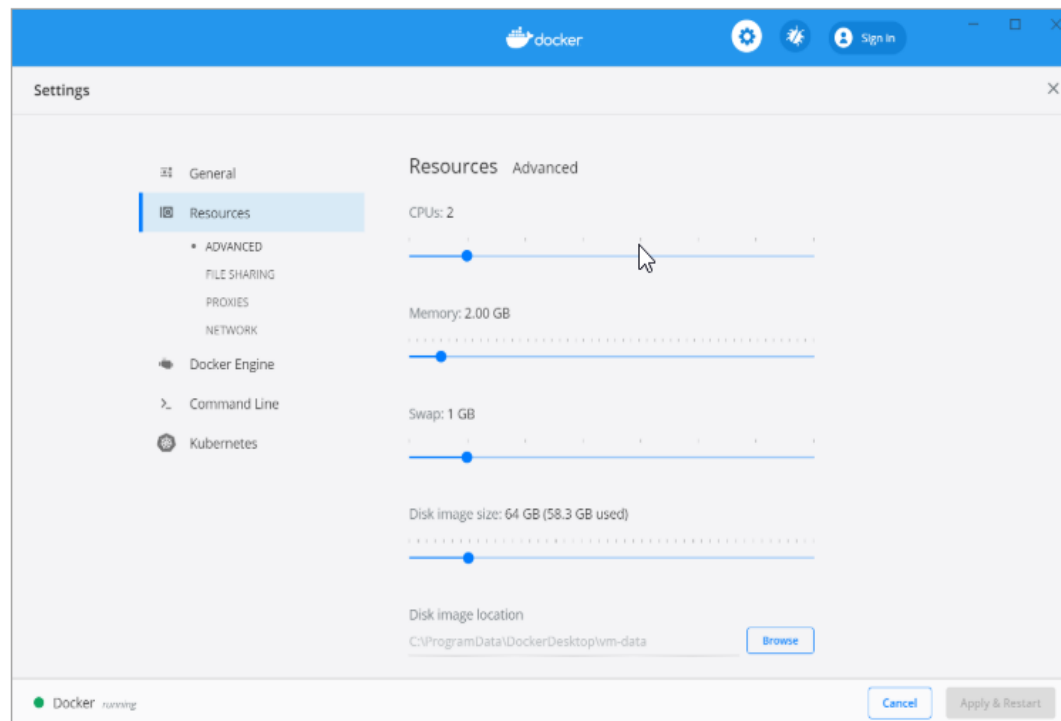 docker
Sign in
Settings
General
Resources
ADVANCED
FILE SHARING
PROXIES
NETWORK
Docker Engine
Command Line
Kubernetes
Resources Advanced
CPUs: 2
Memory: 2.00 GB
Swap: 1 GB
Disk image size: 64 GB (58.3 GB used)
Disk image location
C:\ProgramData\DockerDesktop\vm-data
Browse
Docker running
Cancel
Apply & Restart